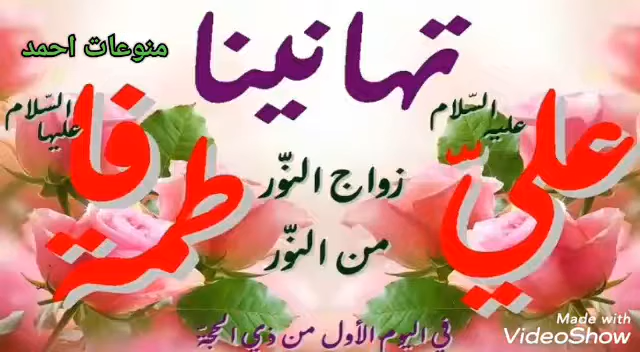 منوعات احمد
تهانينا
عليّ
عليه السّلام
فاطمة
عليها السّلام
زواج النّور
من النّور
في اليوم الأول من ذي الحجة
Made with
VideoShow